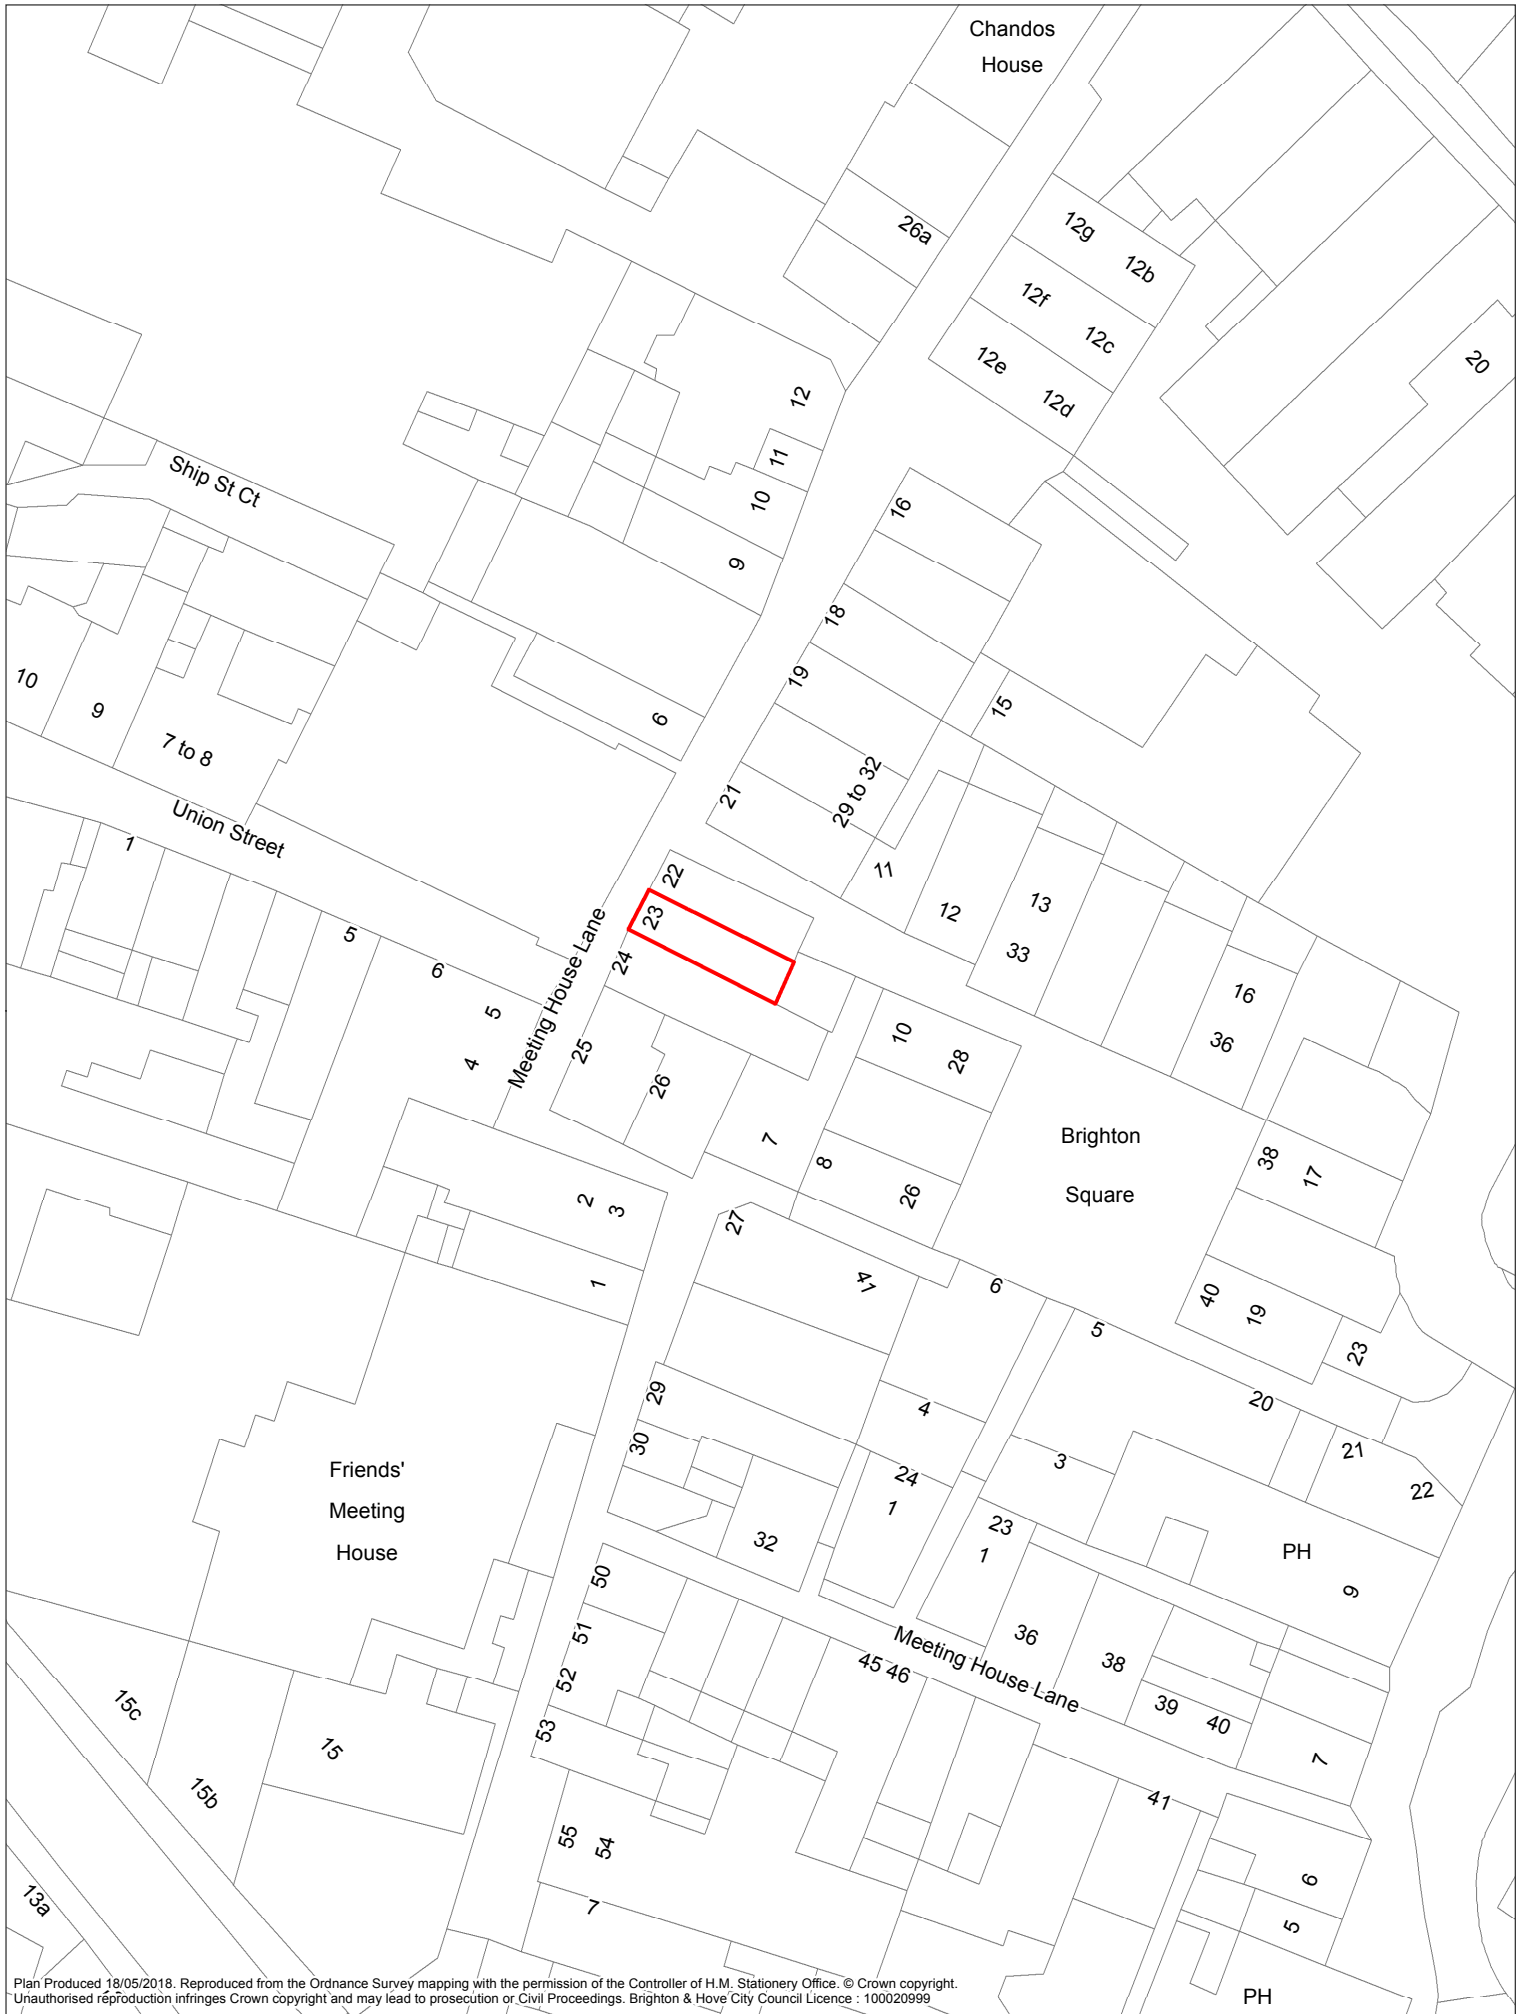 Chandos
House
26a
12g
12b
12f
12c
12e
12d
20
12
11
10
9
Ship St Ct
16
18
19
15
6
10
9
7 to 8
29 to 32
21
Union Street
1
22
23
24
11
12
13
33
5
6
5
4
Meeting House Lane
25
26
10
28
16
36
7
8
26
Brighton
Square
38
17
2
3
1
27
47
6
5
40
19
23
29
30
4
3
20
21
22
24
1
23
1
32
Friends'
Meeting
House
PH
9
50
51
52
53
45 46
Meeting House Lane
36
38
39
40
7
15c
15
15b
41
55
54
7
6
5
13a
PH
Plan Produced 18/05/2018. Reproduced from the Ordnance Survey mapping with the permission of the Controller of H.M. Stationery Office. © Crown copyright.
Unauthorised reproduction infringes Crown copyright and may lead to prosecution or Civil Proceedings. Brighton & Hove City Council Licence : 100020999